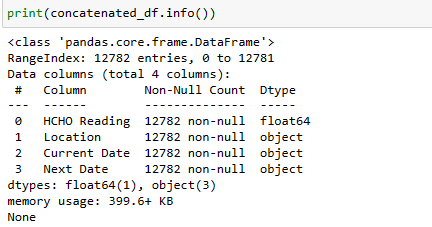 print(concatenated_df.info())
<class 'pandas.core.frame.DataFrame'>
RangeIndex: 12782 entries, 0 to 12781
Data columns (total 4 columns):
 #   Column        Non-Null Count  Dtype
---  ------        --------------  -----
 0   HCHO Reading  12782 non-null  float64
 1   Location      12782 non-null  object
 2   Current Date  12782 non-null  object
 3   Next Date     12782 non-null  object
dtypes: float64(1), object(3)
memory usage: 399.6+ KB
None